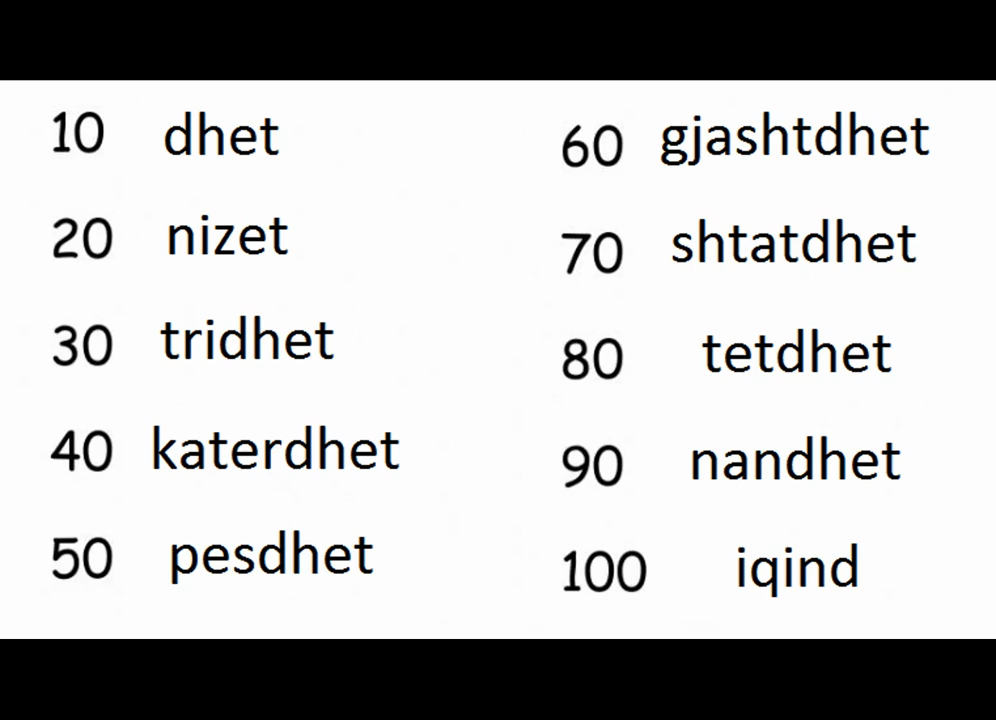 10 dhet
20 nizet
30 tridhet
40 katerdhet
50 pesdhet
60 gjashtdhet
70 shtatdhet
80 tetdhet
90 nandhet
100 iqind